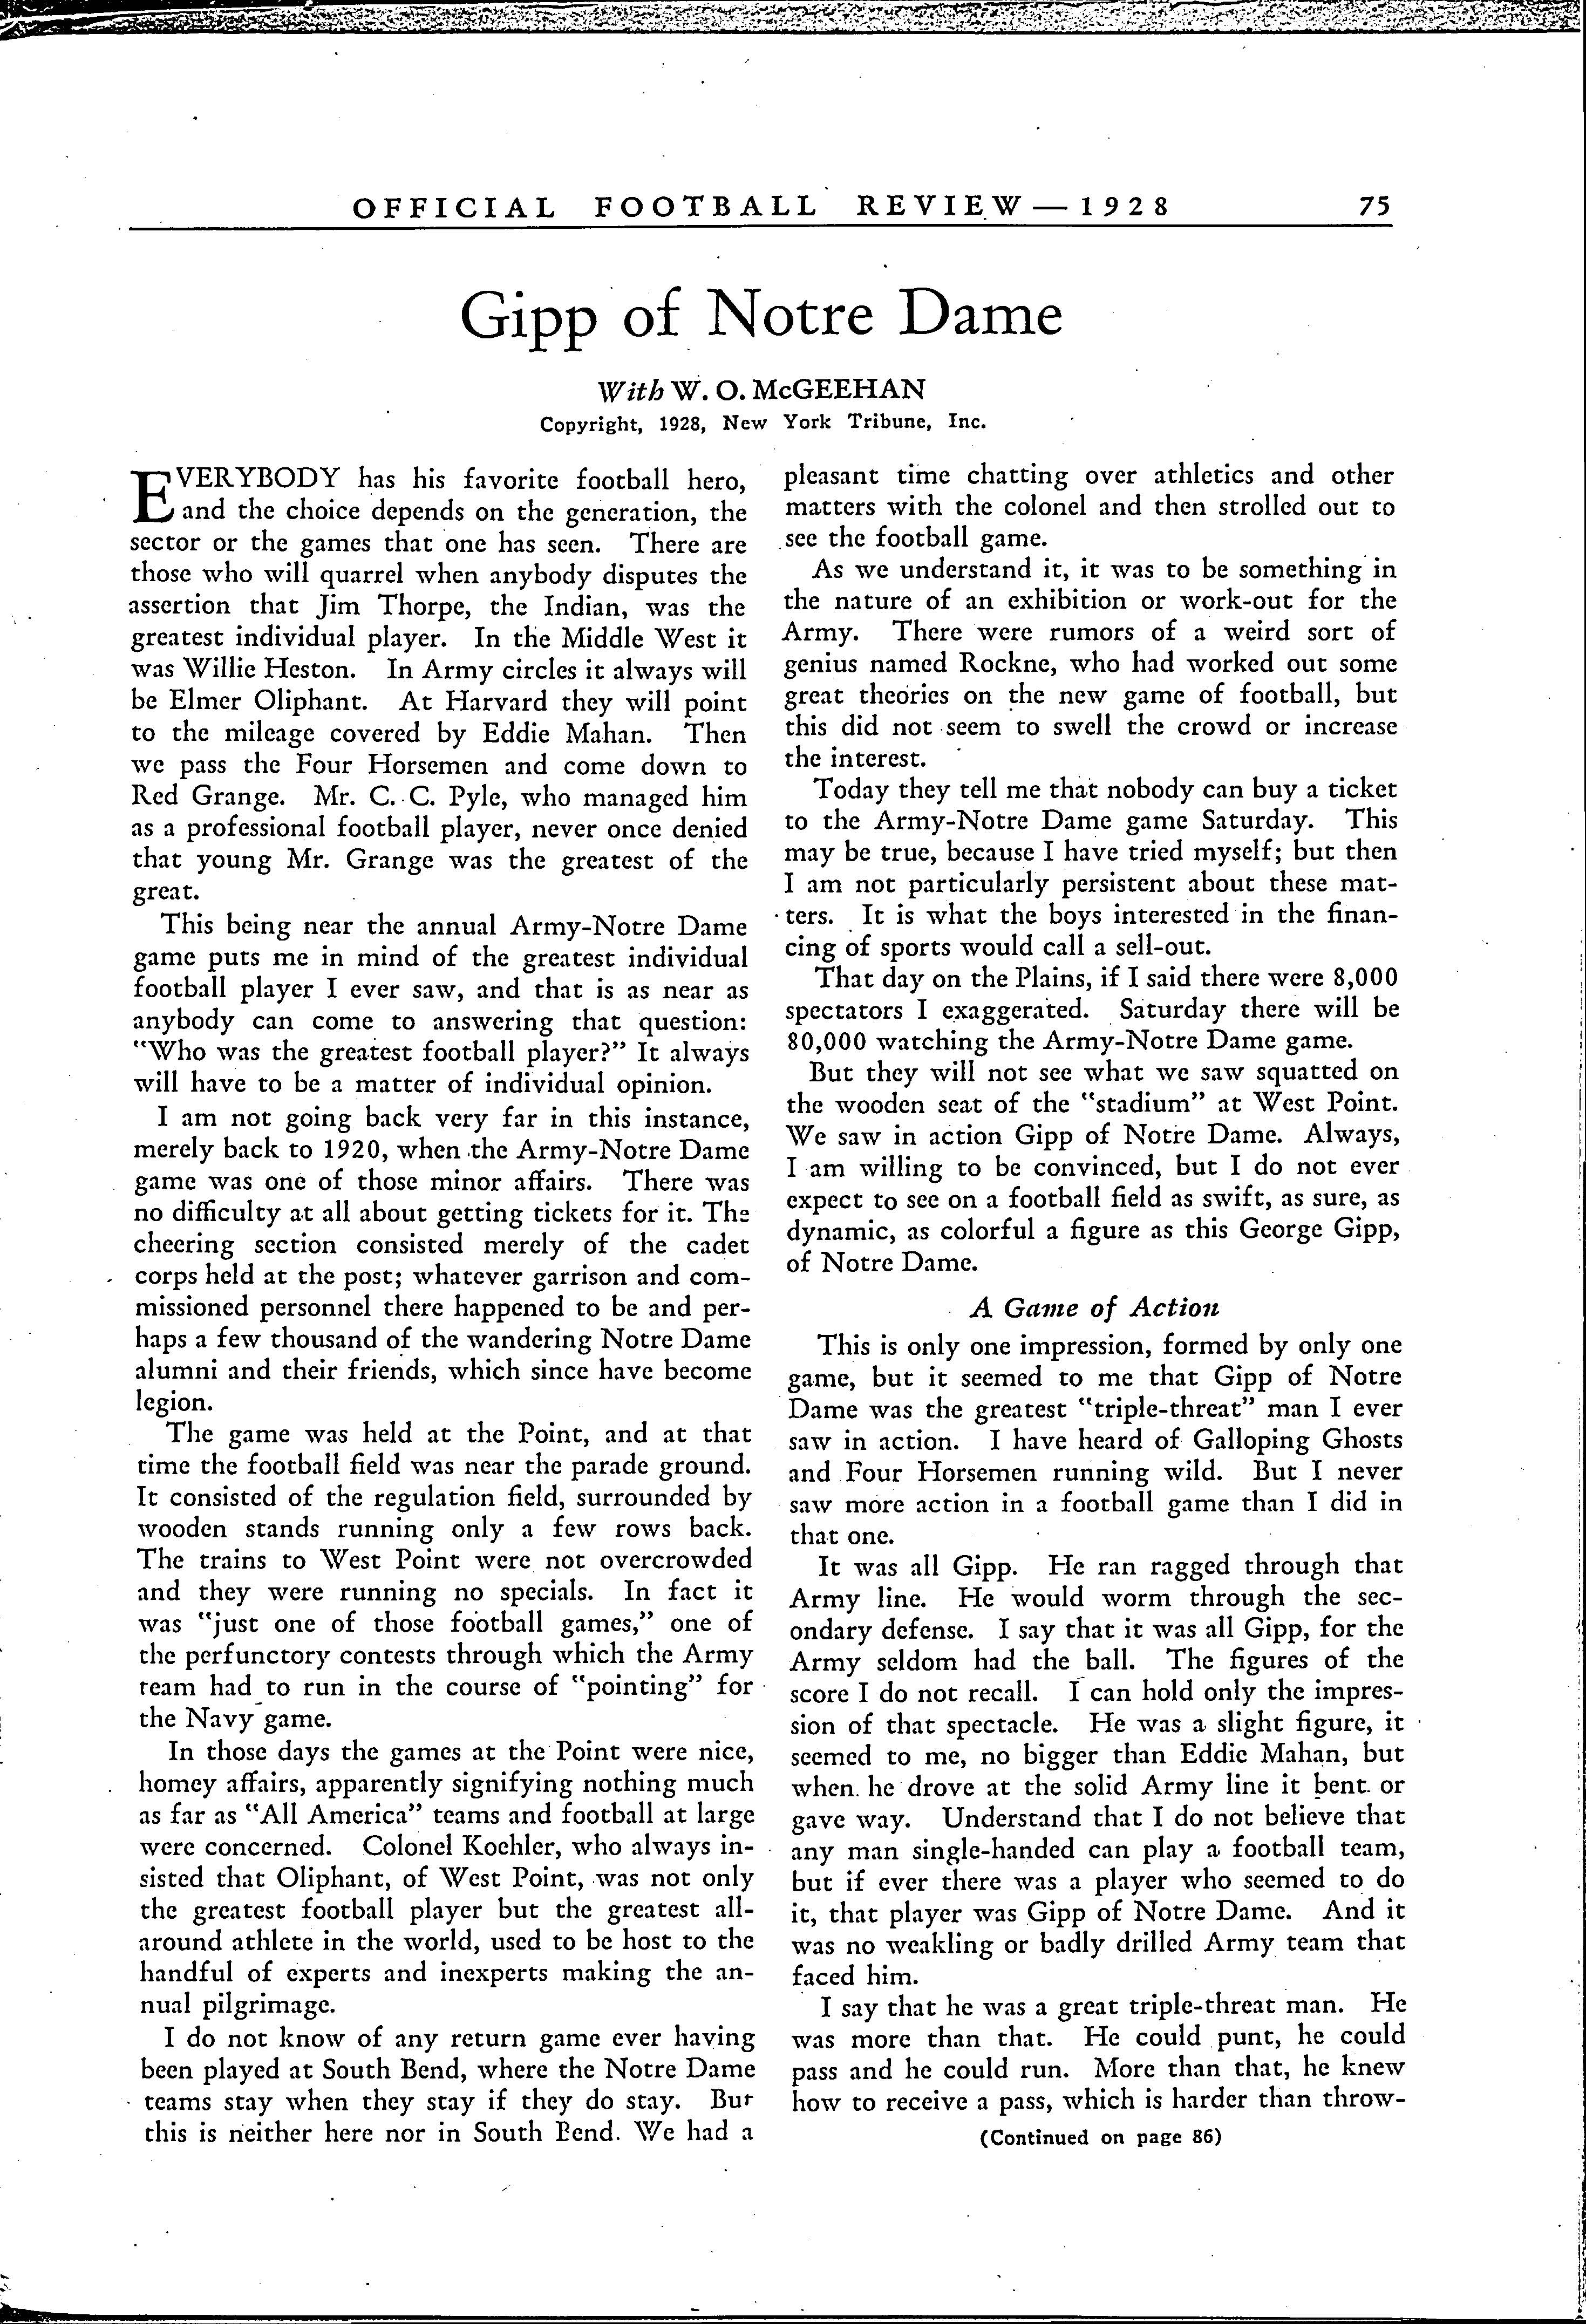 OFFICIAL FOOTBALL REVIEW — 1928 75
Gipp of Notre Dame
With W. O. McGEEHAN
Copyright, 1928, New York Tribune, Inc.
EVERYBODY has his favorite football hero,
and the choice depends on the generation, the
sector or the games that one has seen. There are
those who will quarrel when anybody disputes the
assertion that Jim Thorpe, the Indian, was the
greatest individual player. In the Middle West it
was Willie Heston. In Army circles it always will
be Elmer Oliphant. At Harvard they will point
to the mileage covered by Eddie Mahan. Then
we pass the Four Horsemen and come down to
Red Grange. Mr. C. C. Pyle, who managed him
as a professional football player, never once denied
that young Mr. Grange was the greatest of the
great.
This being near the annual Army-Notre Dame
game puts me in mind of the greatest individual
football player I ever saw, and that is as near as
anybody can come to answering that question:
"Who was the greatest football player?" It always
will have to be a matter of individual opinion.
I am not going back very far in this instance,
merely back to 1920, when the Army-Notre Dame
game was one of those minor affairs. There was
no difficulty at all about getting tickets for it. The
cheering section consisted merely of the cadet
corps held at the post; whatever garrison and com-
missioned personnel there happened to be and per-
haps a few thousand of the wandering Notre Dame
alumni and their friends, which since have become
legion.
The game was held at the Point, and at that
time the football field was near the parade ground.
It consisted of the regulation field, surrounded by
wooden stands running only a few rows back.
The trains to West Point were not overcrowded
and they were running no specials. In fact it
was "just one of those football games," one of
the perfunctory contests through which the Army
team had to run in the course of "pointing" for
the Navy game.
In those days the games at the Point were nice,
homey affairs, apparently signifying nothing much
as far as "All America" teams and football at large
were concerned. Colonel Koehler, who always in-
sisted that Oliphant, of West Point, was not only
the greatest football player but the greatest all-
around athlete in the world, used to be host to the
handful of experts and inexperts making the an-
nual pilgrimage.
I do not know of any return game ever having
been played at South Bend, where the Notre Dame
teams stay when they stay if they do stay. But
this is neither here nor in South Bend. We had a
pleasant time chatting over athletics and other
matters with the colonel and then strolled out to
see the football game.
As we understand it, it was to be something in
the nature of an exhibition or work-out for the
Army. There were rumors of a weird sort of
genius named Rockne, who had worked out some
great theories on the new game of football, but
this did not seem to swell the crowd or increase
the interest.
Today they tell me that nobody can buy a ticket
to the Army-Notre Dame game Saturday. This
may be true, because I have tried myself; but then
I am not particularly persistent about these mat-
ters. It is what the boys interested in the finan-
cing of sports would call a sell-out.
That day on the Plains, if I said there were 8,000
spectators I exaggerated. Saturday there will be
80,000 watching the Army-Notre Dame game.
But they will not see what we saw squatted on
the wooden seat of the "stadium" at West Point.
We saw in action Gipp of Notre Dame. Always,
I am willing to be convinced, but I do not ever
expect to see on a football field as swift, as sure, as
dynamic, as colorful a figure as this George Gipp,
of Notre Dame.
A Game of Action
This is only one impression, formed by only one
game, but it seemed to me that Gipp of Notre
Dame was the greatest "triple-threat" man I ever
saw in action. I have heard of Galloping Ghosts
and Four Horsemen running wild. But I never
saw more action in a football game than I did in
that one.
It was all Gipp. He ran ragged through that
Army line. He would worm through the sec-
ondary defense. I say that it was all Gipp, for the
Army seldom had the ball. The figures of the
score I do not recall. I can hold only the impres-
sion of that spectacle. He was a slight figure, it
seemed to me, no bigger than Eddie Mahan, but
when he drove at the solid Army line it bent or
gave way. Understand that I do not believe that
any man single-handed can play a football team,
but if ever there was a player who seemed to do
it, that player was Gipp of Notre Dame. And it
was no weakling or badly drilled Army team that
faced him.
I say that he was a great triple-threat man. He
was more than that. He could punt, he could
pass and he could run. More than that, he knew
how to receive a pass, which is harder than throw-
(Continued on page 86)